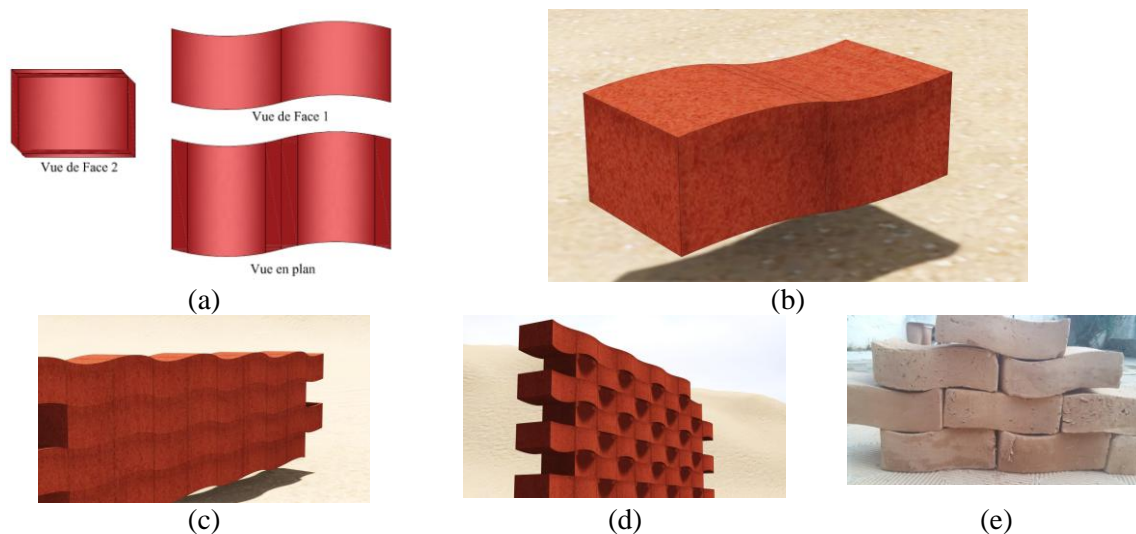 Vue de Face 1
Vue de Face 2
Vue en plan
(a)
(b)
(c)
(d)
(e)